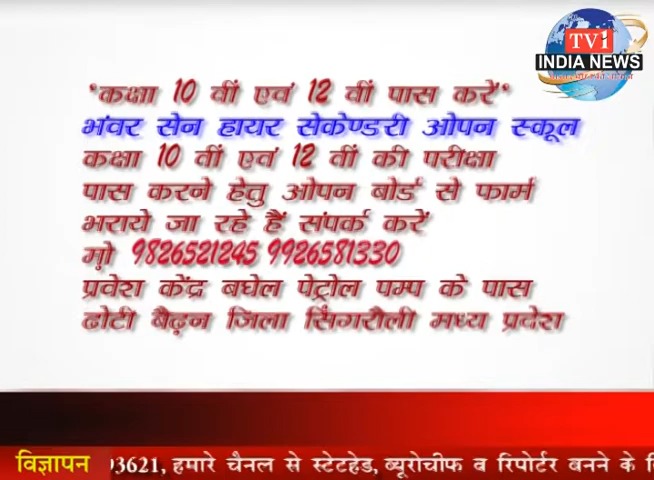 TV1
INDIA NEWS
"कक्षा 10 वीं एवं 12 वीं पास करें"
भंवर सेन हायर सेकेण्डरी ओपन स्कूल
कक्षा 10 वीं एवं 12 वीं की परीक्षा
पास करने हेतु ओपन बोर्ड से फार्म
भराये जा रहे हैं संपर्क करें
मो 9826521245 9926581330
प्रवेश केंद्र बघेल पेट्रोल पम्प के पास
ढोटी बैढ़न जिला सिंगरौली मध्य प्रदेश
विज्ञापन 3621, हमारे चैनल से स्टेटहेड, ब्यूरोचीफ व रिपोर्टर बनने के